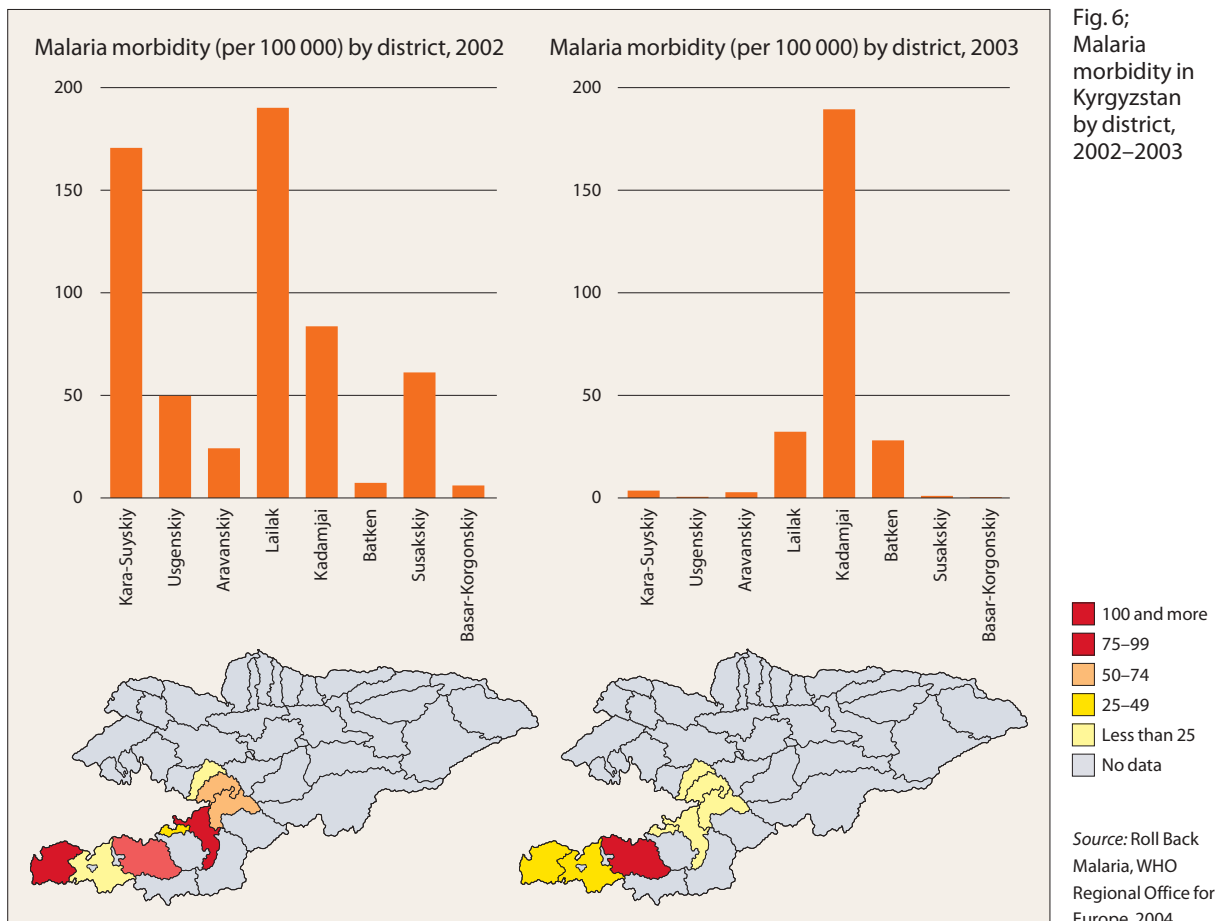 Malaria morbidity (per 100 000) by district, 2002
200
150
100
50
0
Kara-Suyskiy
Usgenskiy
Aravanskiy
Lailak
Kadamjai
Batken
Susakskiy
Basar-Korgonskiy
Malaria morbidity (per 100 000) by district, 2003
200
150
100
50
0
Kara-Suyskiy
Usgenskiy
Aravanskiy
Lailak
Kadamjai
Batken
Susakskiy
Basar-Korgonskiy
Fig. 6;
Malaria
morbidity in
Kyrgyzstan
by district,
2002–2003
100 and more
75–99
50–74
25–49
Less than 25
No data
Source: Roll Back
Malaria, WHO
Regional Office for
Europe, 2004